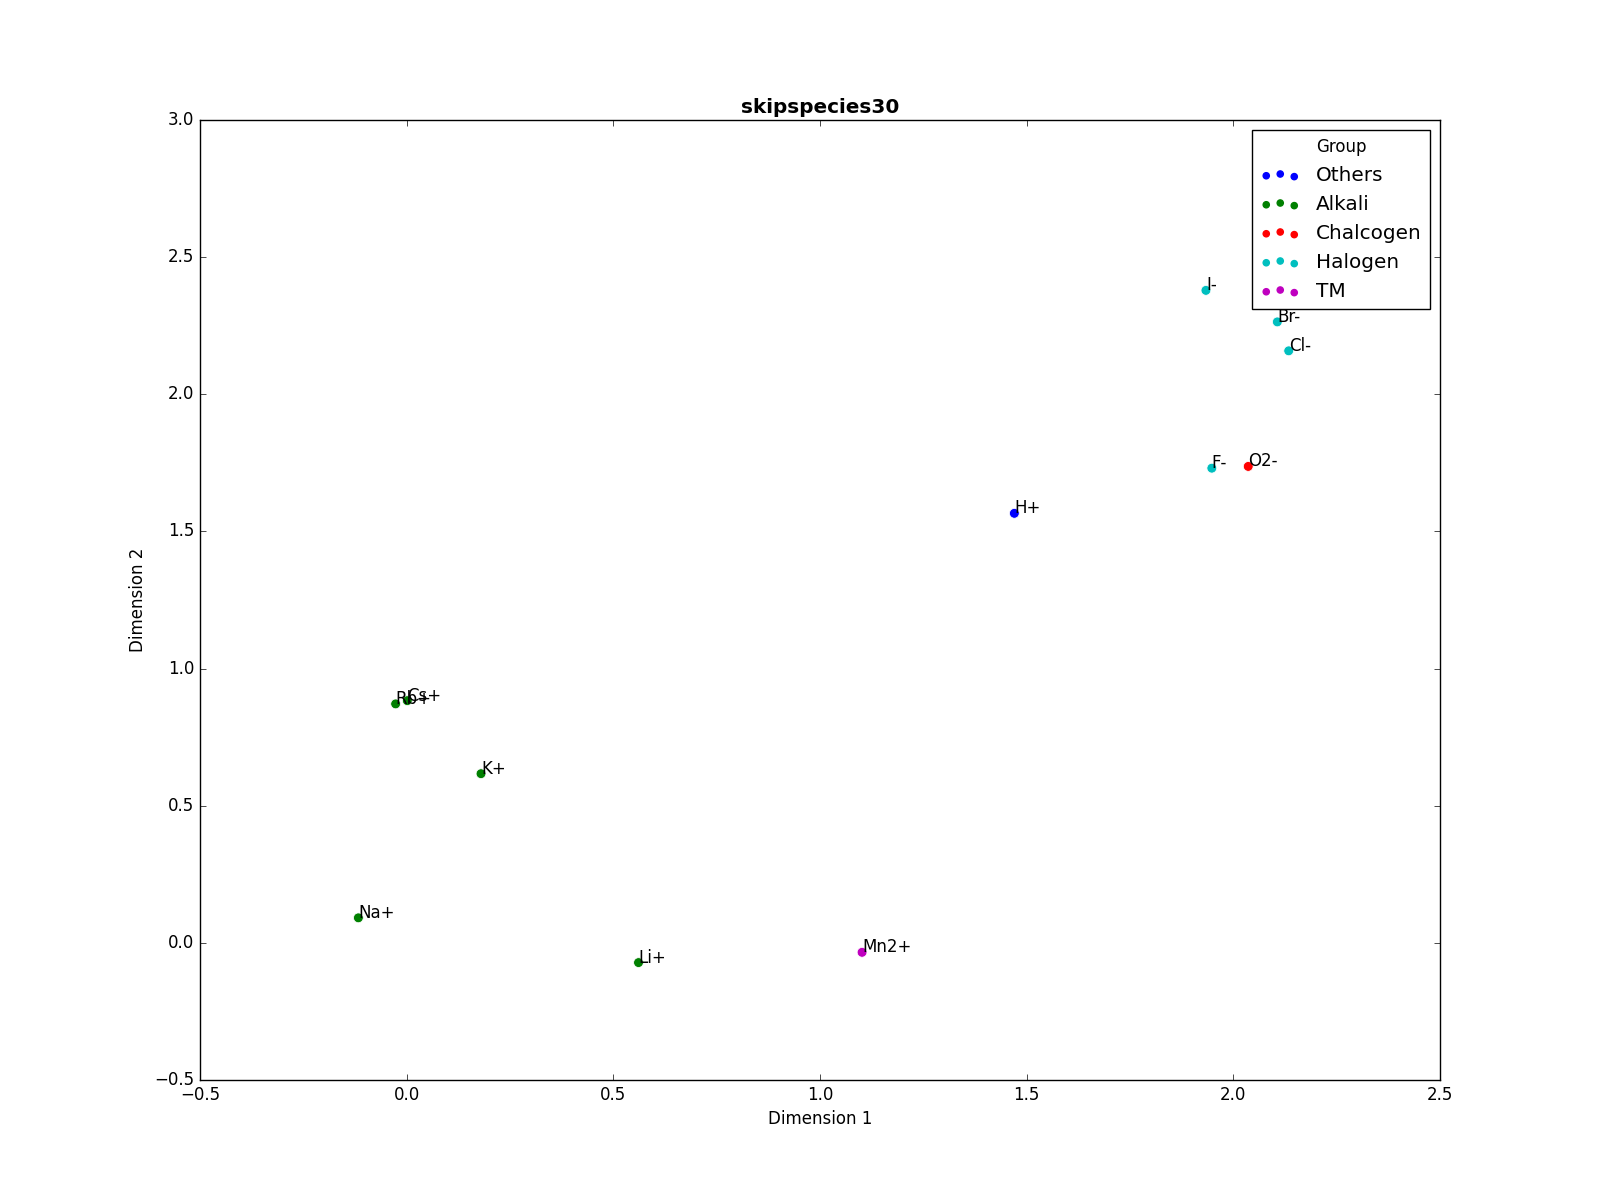 skipspecies30
3.0
2.5
2.0
1.5
1.0
0.5
0.0
−0.5
Dimension 2
Group
Others
Alkali
Chalcogen
Halogen
TM
I-
Br-
Cl-
F-
O2-
H+
Rb+
Cs+
K+
Na+
Li+
Mn2+
−0.5 0.0 0.5 1.0 1.5 2.0 2.5
Dimension 1